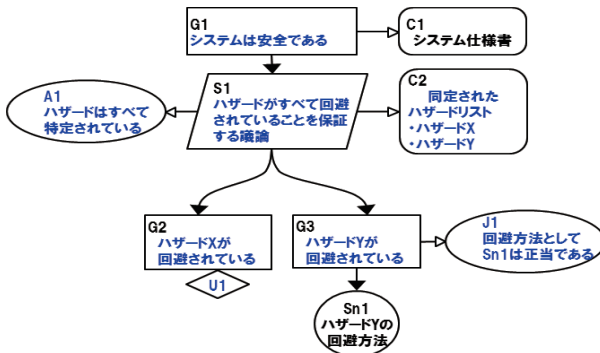 G1
システムは安全である
C1
システム仕様書
S1
ハザードがすべて回避
されていることを保証
する議論
A1
ハザードはすべて
特定されている
C2
同定された
ハザードリスト
・ハザードX
・ハザードY
G2
ハザードXが
回避されている
U1
G3
ハザードYが
回避されている
J1
回避方法として
Sn1は正当である
Sn1
ハザードYの
回避方法